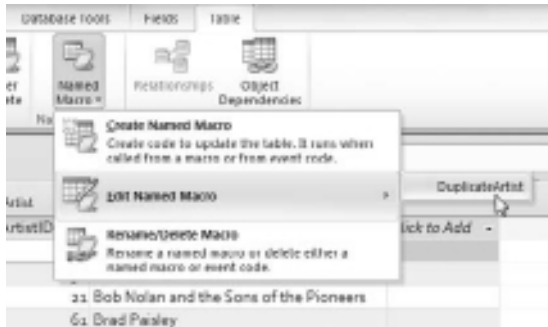 Database Tools Fields Table
Named
Macro
Relationships
Object
Dependencies
Create Named Macro
Create code to update the table. It runs when
called from a macro or from event code.
Edit Named Macro
DuplicateArtist
Rename/Delete Macro
Rename a named macro or delete either a
named macro or event code.
Artist
ArtistID
lick to Add
21 Bob Nolan and the Sons of the Pioneers
61 Brad Paisley